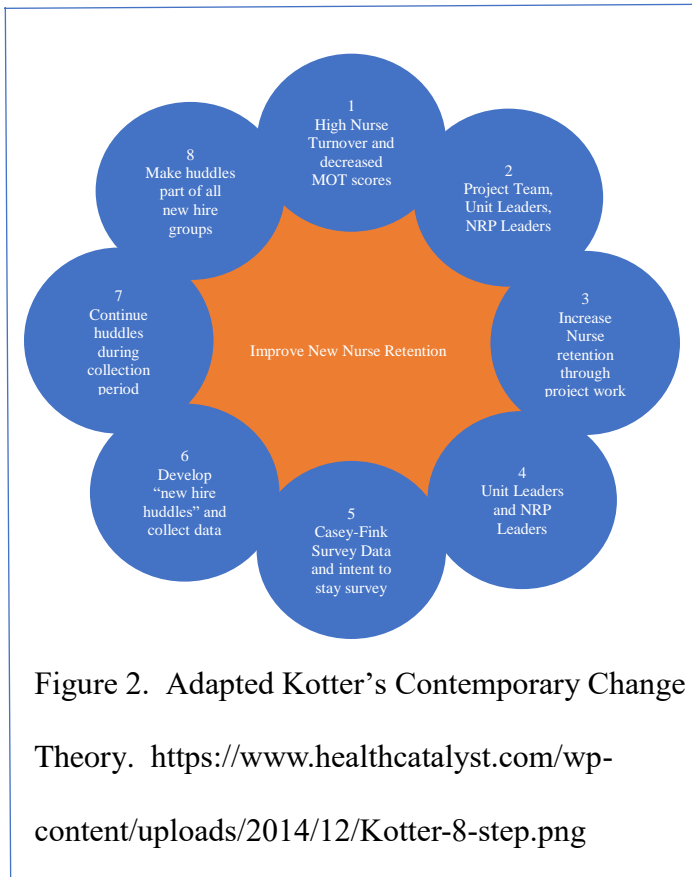 1
High Nurse
Turnover and
decreased
MOT scores
2
Project Team,
Unit Leaders,
NRP Leaders
3
Increase
Nurse
retention
through
project work
4
Unit Leaders
and NRP
Leaders
5
Casey-Fink
Survey Data
and intent to
stay survey
6
Develop
“new hire
huddles” and
collect data
7
Continue
huddles
during
collection
period
8
Make huddles
part of all
new hire
groups
Improve New Nurse Retention
Figure 2.  Adapted Kotter’s Contemporary Change
Theory.  https://www.healthcatalyst.com/wp-
content/uploads/2014/12/Kotter-8-step.png